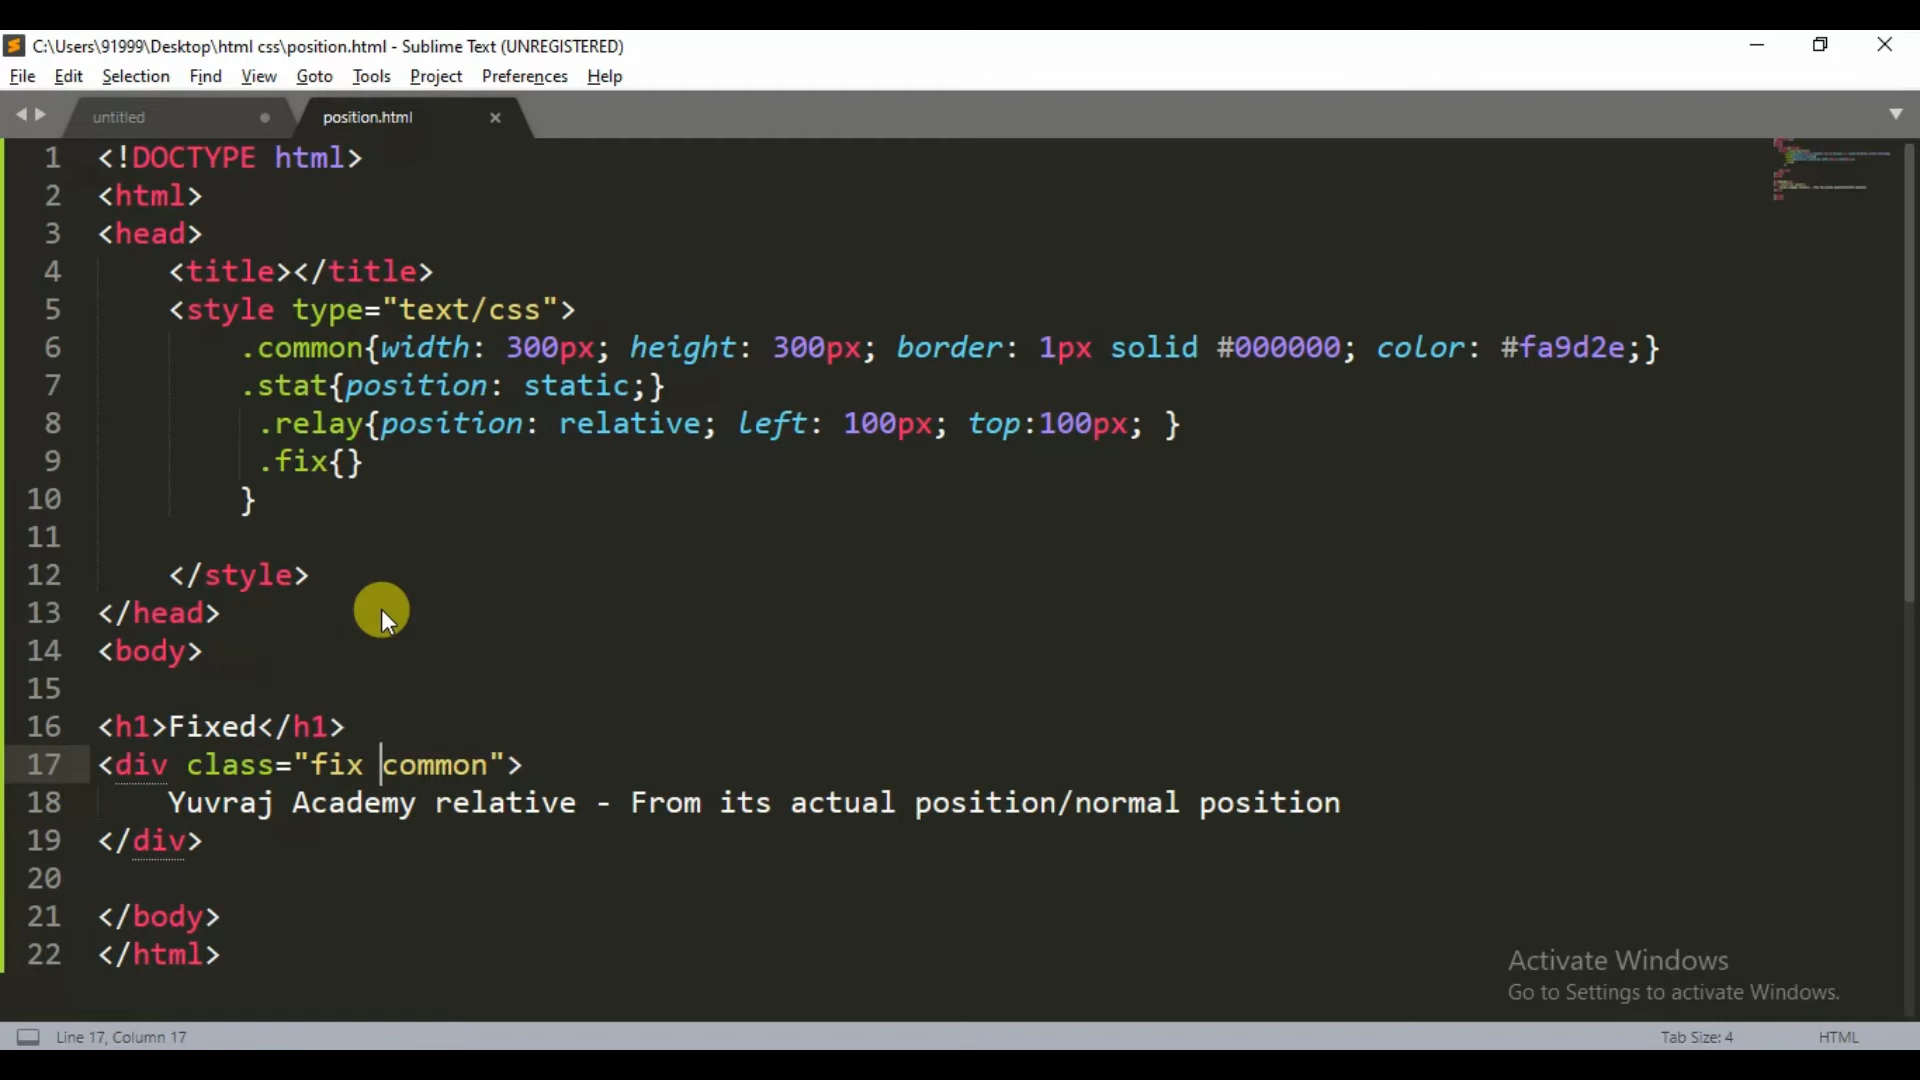 C:\Users\91999\Desktop\html css\position.html - Sublime Text (UNREGISTERED)
File Edit Selection Find View Goto Tools Project Preferences Help
untitled position.html
1 <!DOCTYPE html>
2 <html>
3 <head>
4 <title></title>
5 <style type="text/css">
6 .common{width: 300px; height: 300px; border: 1px solid #000000; color: #fa9d2e;}
7 .stat{position: static;}
8 .relay{position: relative; left: 100px; top:100px; }
9 .fix{}
10 }
11
12 </style>
13 </head>
14 <body>
15
16 <h1>Fixed</h1>
17 <div class="fix common">
18 Yuvraj Academy relative - From its actual position/normal position
19 </div>
20
21 </body>
22 </html>
Activate Windows
Go to Settings to activate Windows.
Line 17, Column 17 Tab Size: 4 HTML